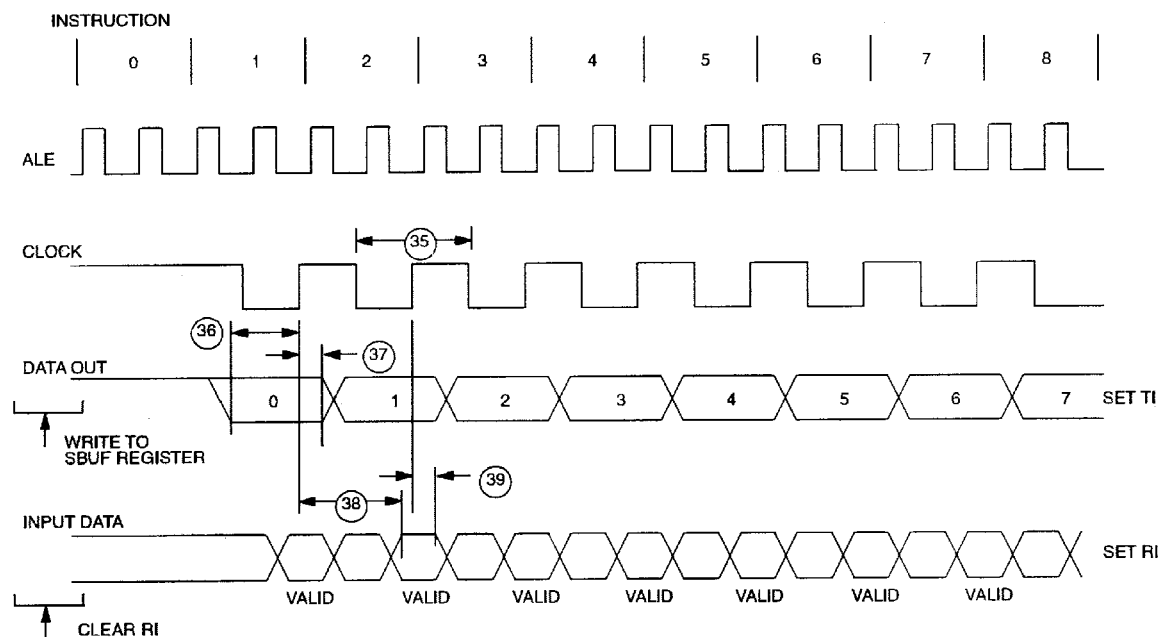 INSTRUCTION
0 1 2 3 4 5 6 7 8
ALE
35
CLOCK
36
37
DATA OUT
0 1 2 3 4 5 6 7 SET TI
WRITE TO
SBUF REGISTER
38 39
INPUT DATA
SET RI
VALID VALID VALID VALID VALID VALID VALID
CLEAR RI